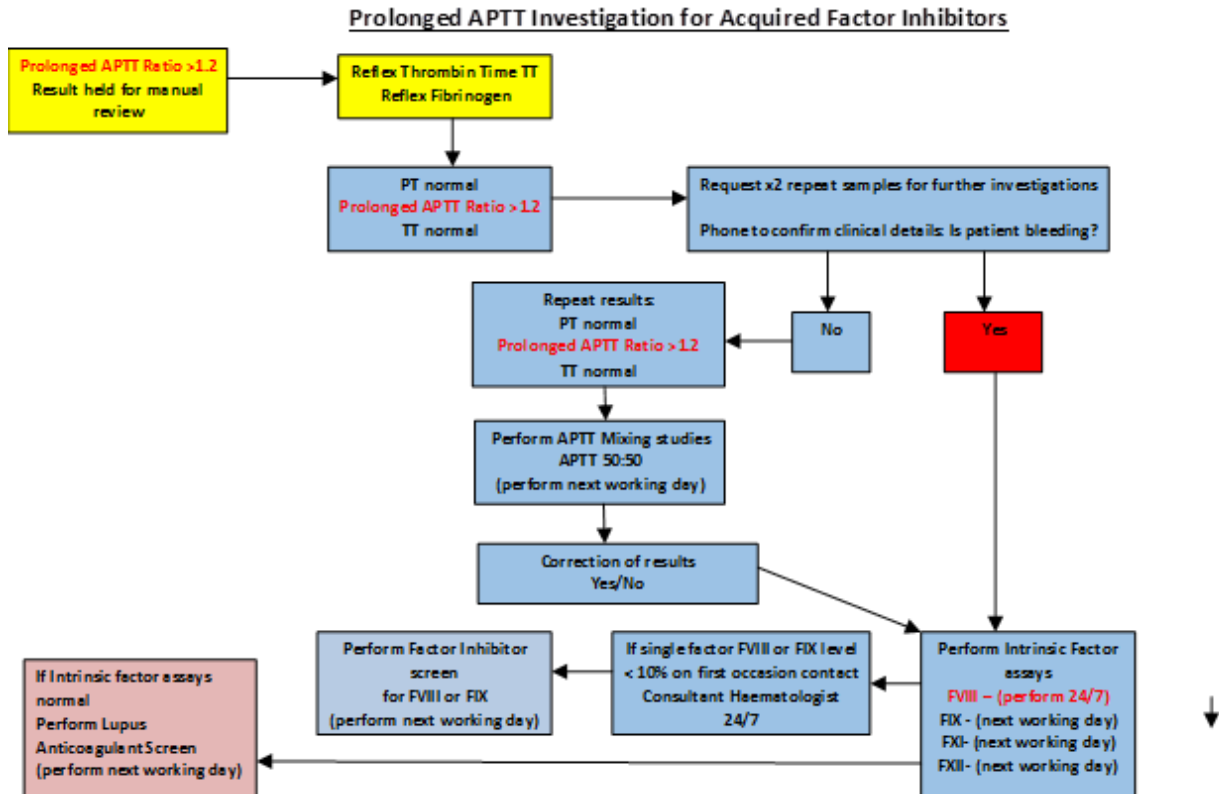 Prolonged APTT Investigation for Acquired Factor Inhibitors
Prolonged APTT Ratio >1.2
Result held for manual
review
Reflex Thrombin Time TT
Reflex Fibrinogen
PT normal
Prolonged APTT Ratio >1.2
TT normal
Request x2 repeat samples for further investigations
Phone to confirm clinical details: Is patient bleeding?
No
Yes
Repeat results:
PT normal
Prolonged APTT Ratio >1.2
TT normal
Perform APTT Mixing studies
APTT 50:50
(perform next working day)
Correction of results
Yes/No
Perform Intrinsic Factor
assays
FVIII – (perform 24/7)
FIX - (next working day)
FXI- (next working day)
FXII- (next working day)
If single factor FVIII or FIX level
< 10% on first occasion contact
Consultant Haematologist
24/7
Perform Factor Inhibitor
screen
for FVIII or FIX
(perform next working day)
If Intrinsic factor assays
normal
Perform Lupus
Anticoagulant Screen
(perform next working day)